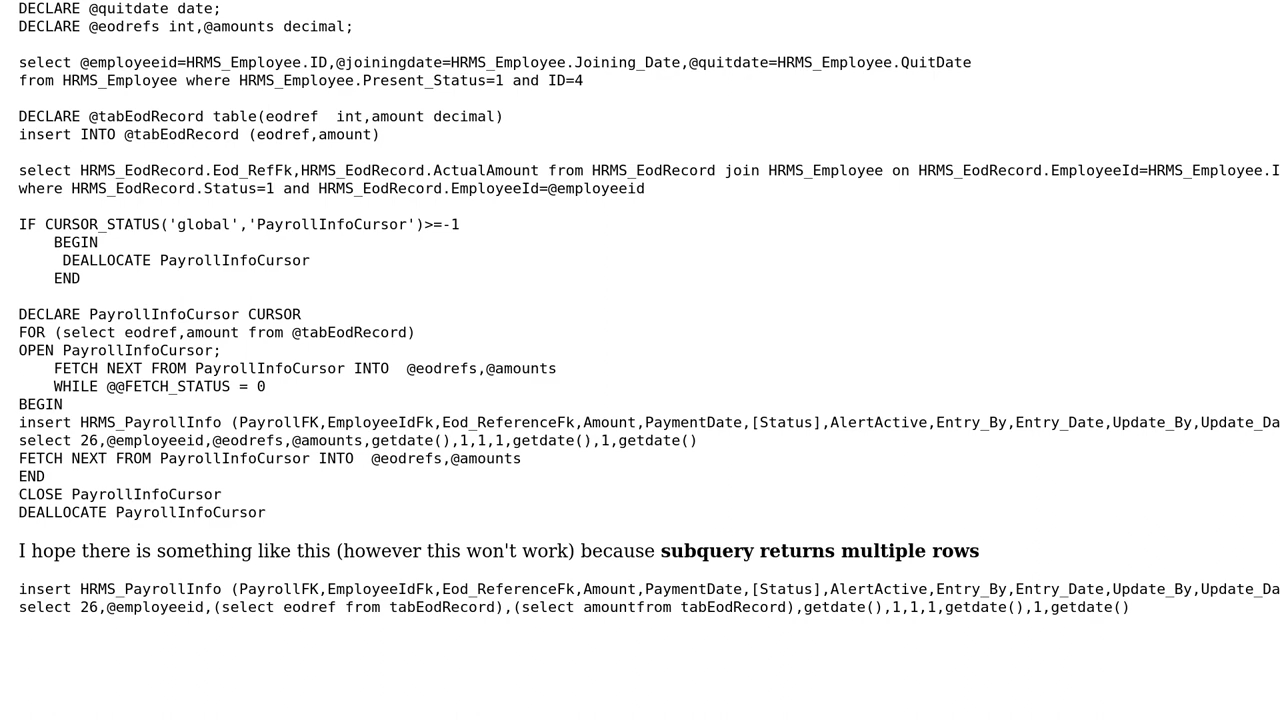 DECLARE @quitdate date;
DECLARE @eodrefs int,@amounts decimal;
select @employeeid=HRMS_Employee.ID,@joiningdate=HRMS_Employee.Joining_Date,@quitdate=HRMS_Employee.QuitDate
from HRMS_Employee where HRMS_Employee.Present_Status=1 and ID=4
DECLARE @tabEodRecord table(eodref  int,amount decimal)
insert INTO @tabEodRecord (eodref,amount)
select HRMS_EodRecord.Eod_RefFk,HRMS_EodRecord.ActualAmount from HRMS_EodRecord join HRMS_Employee on HRMS_EodRecord.EmployeeId=HRMS_Employee.I
where HRMS_EodRecord.Status=1 and HRMS_EodRecord.EmployeeId=@employeeid
IF CURSOR_STATUS('global','PayrollInfoCursor')>=-1
    BEGIN
     DEALLOCATE PayrollInfoCursor
    END
DECLARE PayrollInfoCursor CURSOR
FOR (select eodref,amount from @tabEodRecord)
OPEN PayrollInfoCursor;
    FETCH NEXT FROM PayrollInfoCursor INTO  @eodrefs,@amounts
    WHILE @@FETCH_STATUS = 0
BEGIN
insert HRMS_PayrollInfo (PayrollFK,EmployeeIdFk,Eod_ReferenceFk,Amount,PaymentDate,[Status],AlertActive,Entry_By,Entry_Date,Update_By,Update_Da
select 26,@employeeid,@eodrefs,@amounts,getdate(),1,1,1,getdate(),1,getdate()
FETCH NEXT FROM PayrollInfoCursor INTO  @eodrefs,@amounts
END
CLOSE PayrollInfoCursor
DEALLOCATE PayrollInfoCursor
I hope there is something like this (however this won't work) because subquery returns multiple rows
insert HRMS_PayrollInfo (PayrollFK,EmployeeIdFk,Eod_ReferenceFk,Amount,PaymentDate,[Status],AlertActive,Entry_By,Entry_Date,Update_By,Update_Da
select 26,@employeeid,(select eodref from tabEodRecord),(select amountfrom tabEodRecord),getdate(),1,1,1,getdate(),1,getdate()